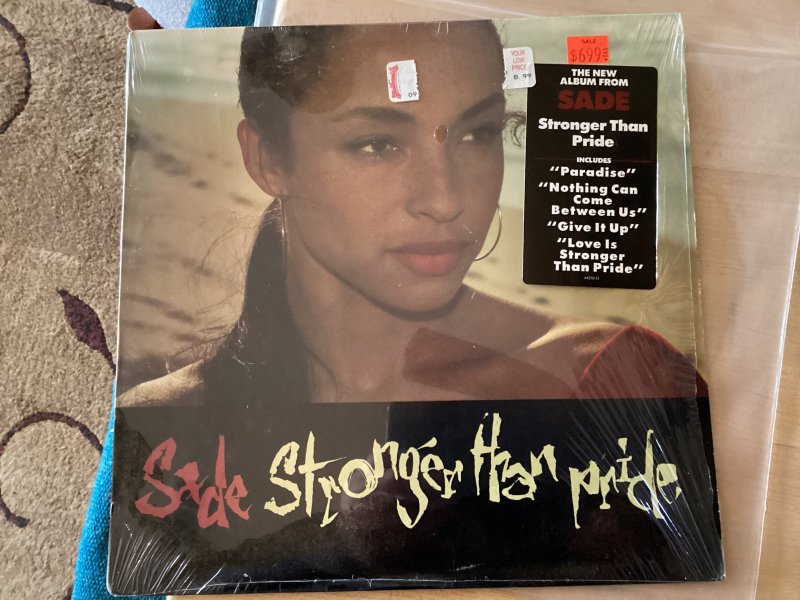 SALE
$6.99
YOUR
LOW
PRICE
8.99
09
THE NEW
ALBUM FROM
SADE
Stronger Than
Pride
INCLUDES
"Paradise"
"Nothing Can
Come
Between Us"
"Give It Up"
"Love Is
Stronger
Than Pride"
Sade Stronger than pride